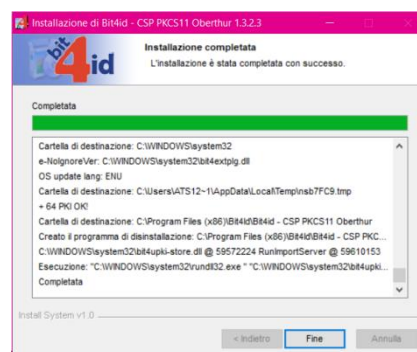 Installazione di Bit4id - CSP PKCS11 Oberthur 1.3.2.3
bit
4id
Installazione completata
L'installazione è stata completata con successo.
Completata
Cartella di destinazione: C:\WINDOWS\system32
e-NoIgnoreVer: C:\WINDOWS\system32\bit4extplg.dll
OS update lang: ENU
Cartella di destinazione: C:\Users\ATS12~1\AppData\Local\Temp\nsb7FC9.tmp
+ 64 PKI OK!
Cartella di destinazione: C:\Program Files (x86)\Bit4Id\Bit4id - CSP PKCS11 Oberthur
Creato il programma di disinstallazione: C:\Program Files (x86)\Bit4Id\Bit4id - CSP PKC...
C:\WINDOWS\system32\bit4upki-store.dll @ 59572224 RunImportServer @ 59610153
Esecuzione: "C:\WINDOWS\system32\rundll32.exe " "C:\WINDOWS\system32\bit4upki...
Completata
Install System v1.0
< Indietro
Fine
Annulla